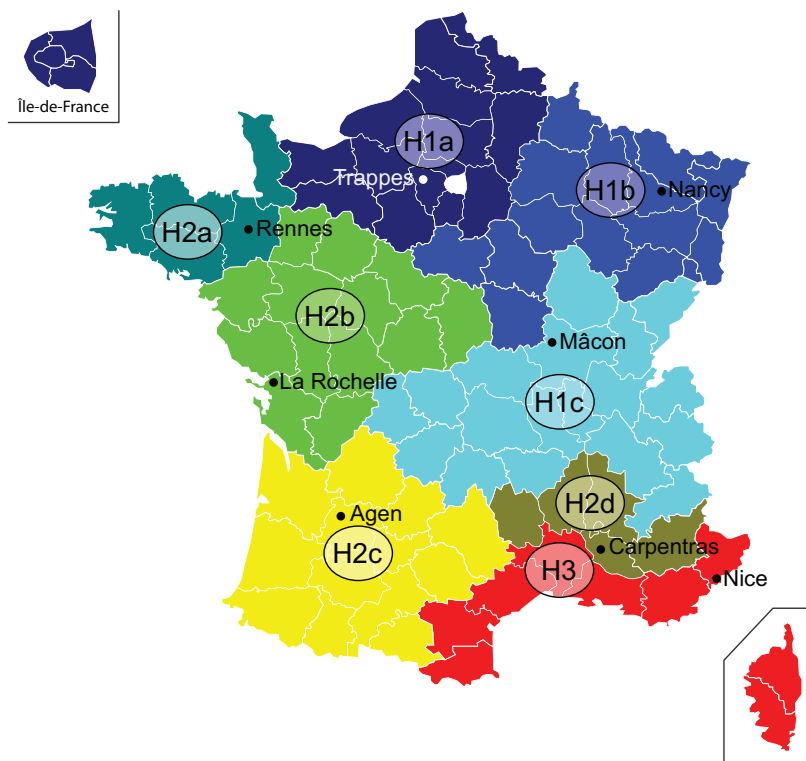 Île-de-France
H1a
Trappes
H1b
Nancy
H2a
Rennes
H2b
Mâcon
La Rochelle
H1c
H2d
Agen
Carpentras
H2c
H3
Nice